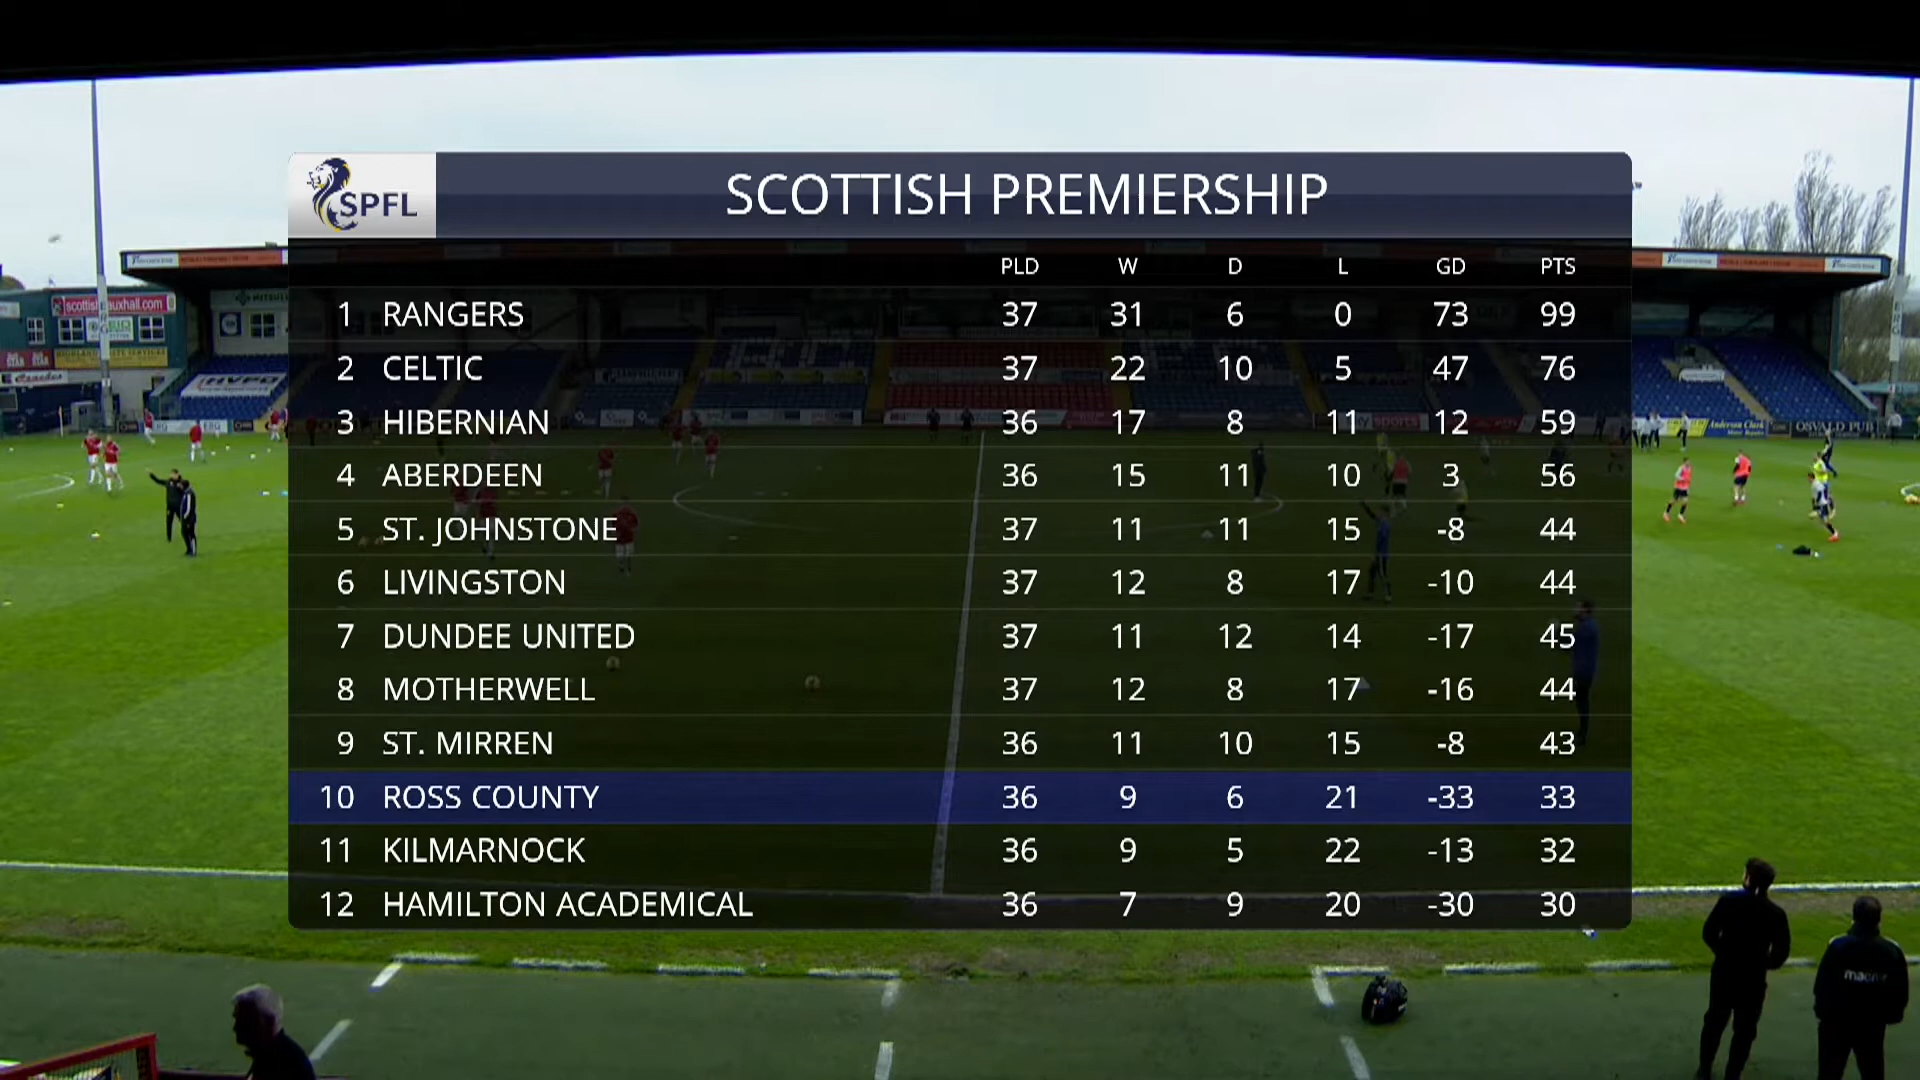 SPFL
SCOTTISH PREMIERSHIP
PLD W D L GD PTS
1 RANGERS 37 31 6 0 73 99
2 CELTIC 37 22 10 5 47 76
3 HIBERNIAN 36 17 8 11 12 59
4 ABERDEEN 36 15 11 10 3 56
5 ST. JOHNSTONE 37 11 11 15 -8 44
6 LIVINGSTON 37 12 8 17 -10 44
7 DUNDEE UNITED 37 11 12 14 -17 45
8 MOTHERWELL 37 12 8 17 -16 44
9 ST. MIRREN 36 11 10 15 -8 43
10 ROSS COUNTY 36 9 6 21 -33 33
11 KILMARNOCK 36 9 5 22 -13 32
12 HAMILTON ACADEMICAL 36 7 9 20 -30 30
Anderson Clark
OSVALD PUB